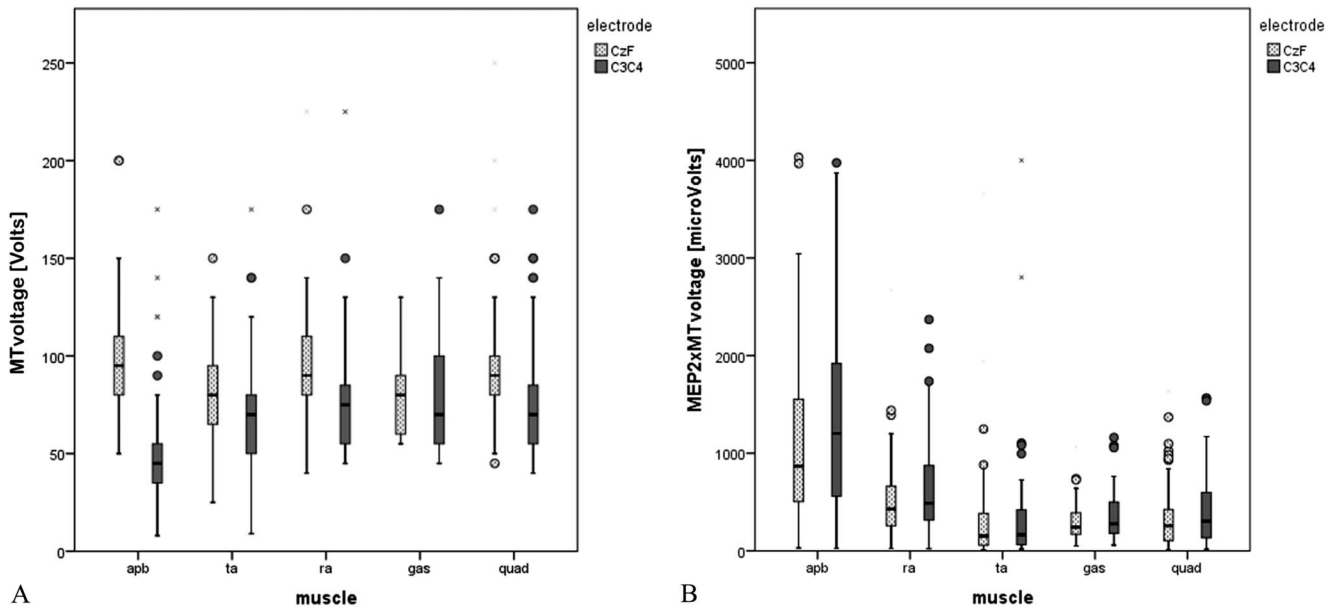 electrode
CzF
C3C4
MTvoltage [Volts]
250
200
150
100
50
0
apb ta ra gas quad
muscle
A
electrode
CzF
C3C4
MEP2xMTvoltage [microVolts]
5000
4000
3000
2000
1000
0
apb ra ta gas quad
muscle
B